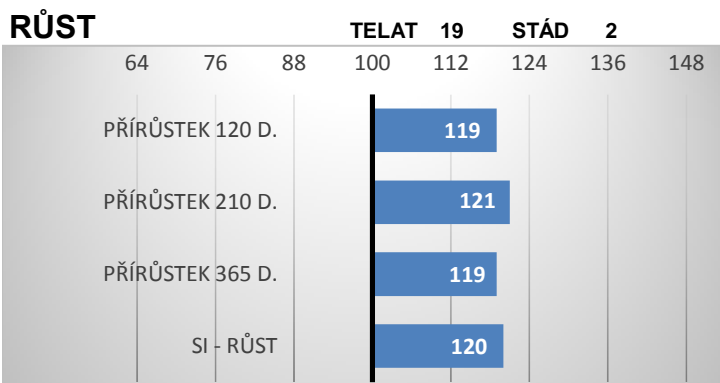 RŮST TELAT 19 STÁD 2
64 76 88 100 112 124 136 148
PŘÍRŮSTEK 120 D. 119
PŘÍRŮSTEK 210 D. 121
PŘÍRŮSTEK 365 D. 119
SI - RŮST 120